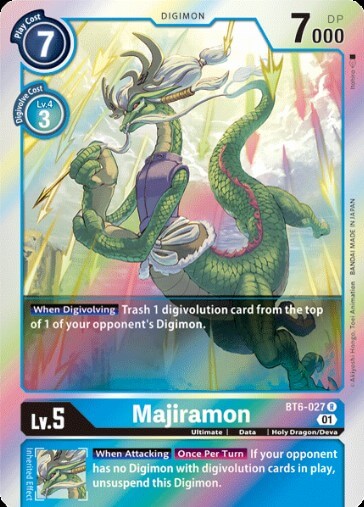 Play Cost
7
DIGIMON
7000
DP
Digivolve Cost
Lv.4
3
When Digivolving Trash 1 digivolution card from the top
of 1 of your opponent's Digimon.
©Akiyoshi Hongo, Toei Animation BANDAI MADE IN JAPAN
Lv.5
Majiramon
BT6-027 R
01
Ultimate | Data | Holy Dragon/Deva
Inherited Effect
When Attacking Once Per Turn If your opponent
has no Digimon with digivolution cards in play,
unsuspend this Digimon.